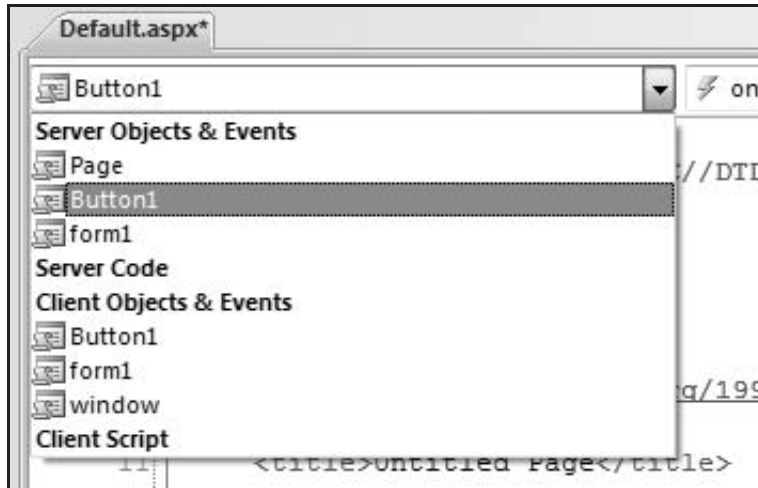 Default.aspx*
Button1 on
Server Objects & Events
Page //DTD
Button1
form1
Server Code
Client Objects & Events
Button1
form1
window g/199
Client Script
11 <title>Untitled Page</title>